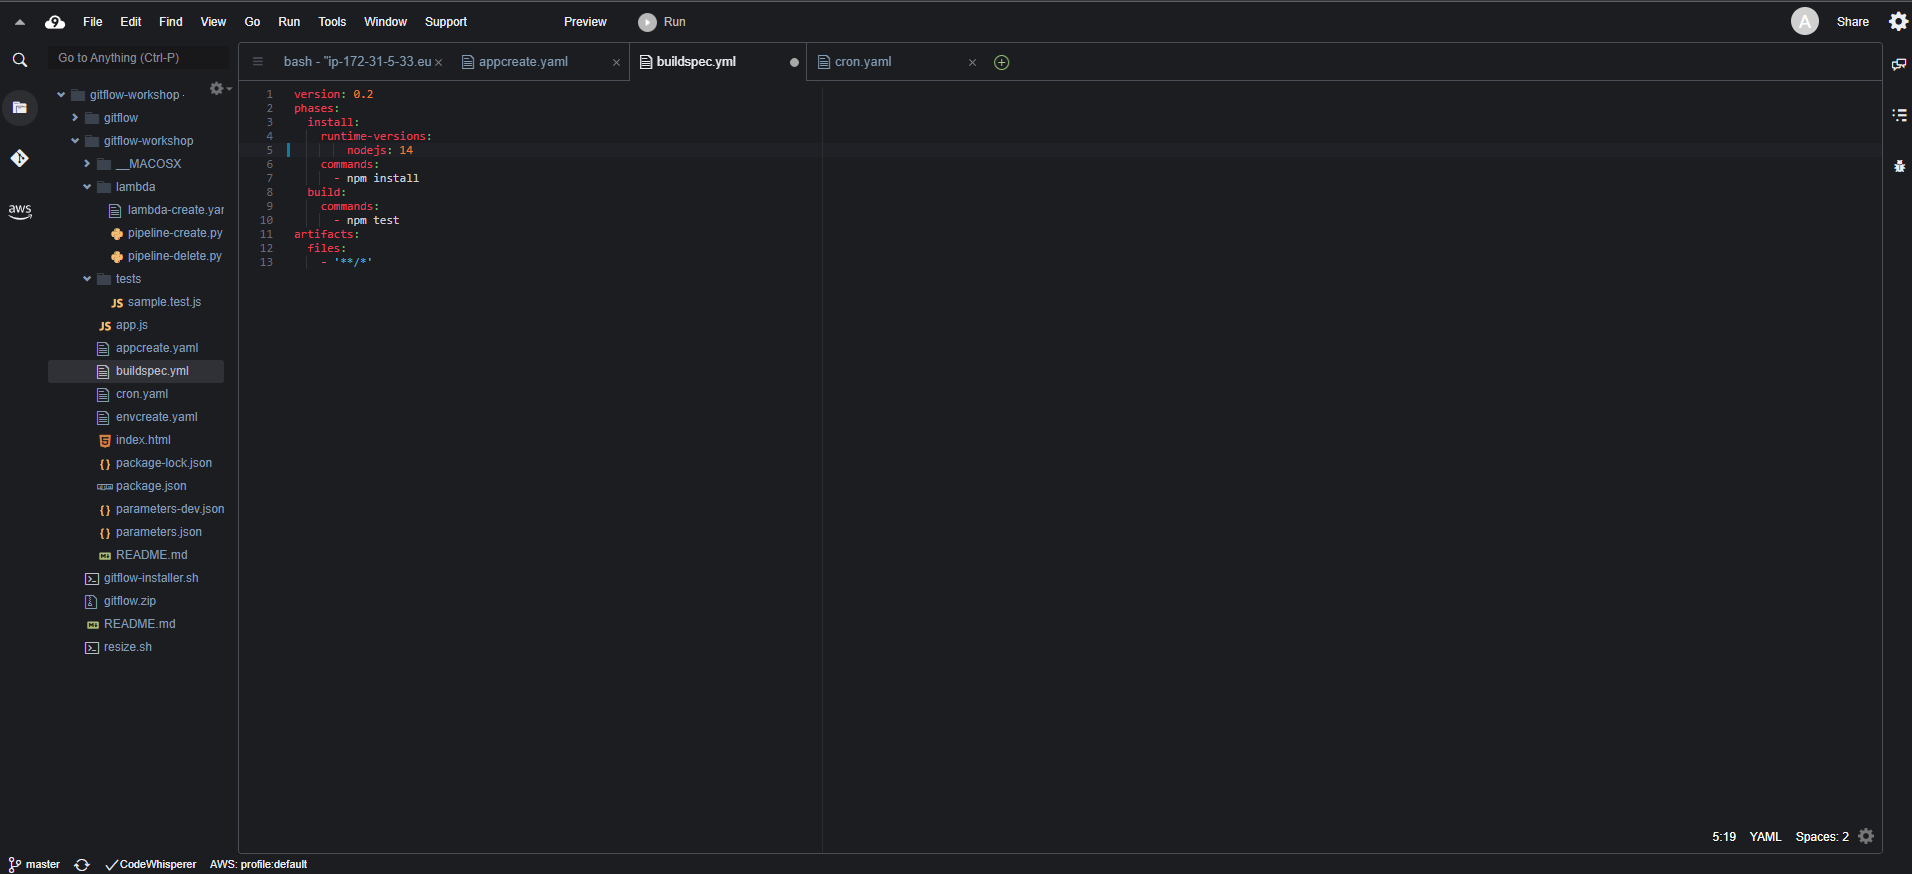 File Edit Find View Go Run Tools Window Support Preview Run A Share
Go to Anything (Ctrl-P)
bash - "ip-172-31-5-33.eu
appcreate.yaml
buildspec.yml
cron.yaml
aws
gitflow-workshop
gitflow
gitflow-workshop
__MACOSX
lambda
lambda-create.yar
pipeline-create.py
pipeline-delete.py
tests
JS sample.test.js
JS app.js
appcreate.yaml
buildspec.yml
cron.yaml
envcreate.yaml
index.html
{} package-lock.json
package.json
{} parameters-dev.json
{} parameters.json
README.md
gitflow-installer.sh
gitflow.zip
README.md
resize.sh
1 version: 0.2
2 phases:
3 install:
4 runtime-versions:
5 nodejs: 14
6 commands:
7 - npm install
8 build:
9 commands:
10 - npm test
11 artifacts:
12 files:
13 - '**/*'
5:19 YAML Spaces: 2
master CodeWhisperer AWS: profile:default